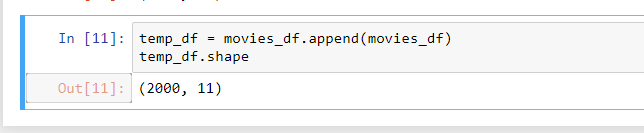 In [11]: temp_df = movies_df.append(movies_df)
temp_df.shape
Out[11]: (2000, 11)